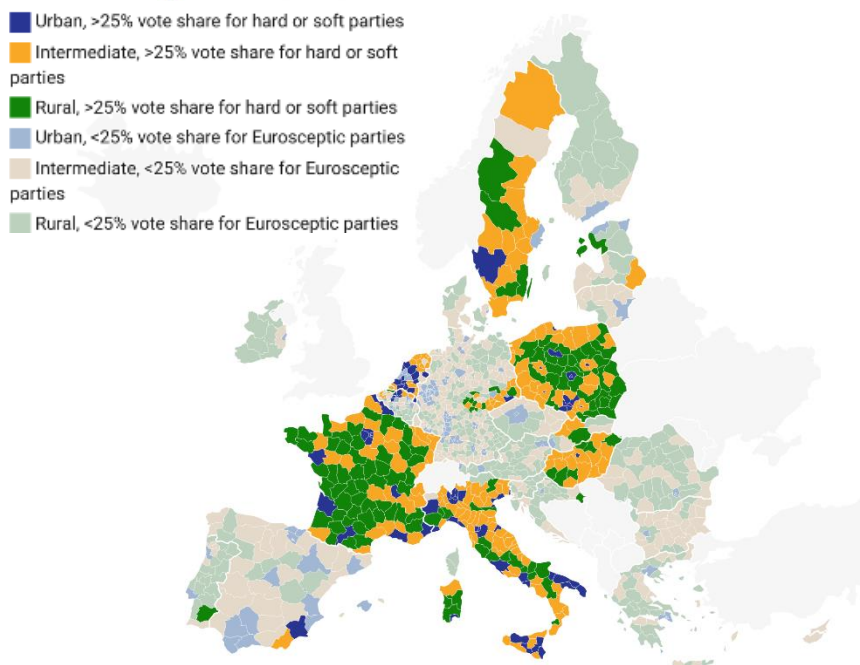 Urban, >25% vote share for hard or soft parties
Intermediate, >25% vote share for hard or soft
parties
Rural, >25% vote share for hard or soft parties
Urban, <25% vote share for Eurosceptic parties
Intermediate, <25% vote share for Eurosceptic
parties
Rural, <25% vote share for Eurosceptic parties